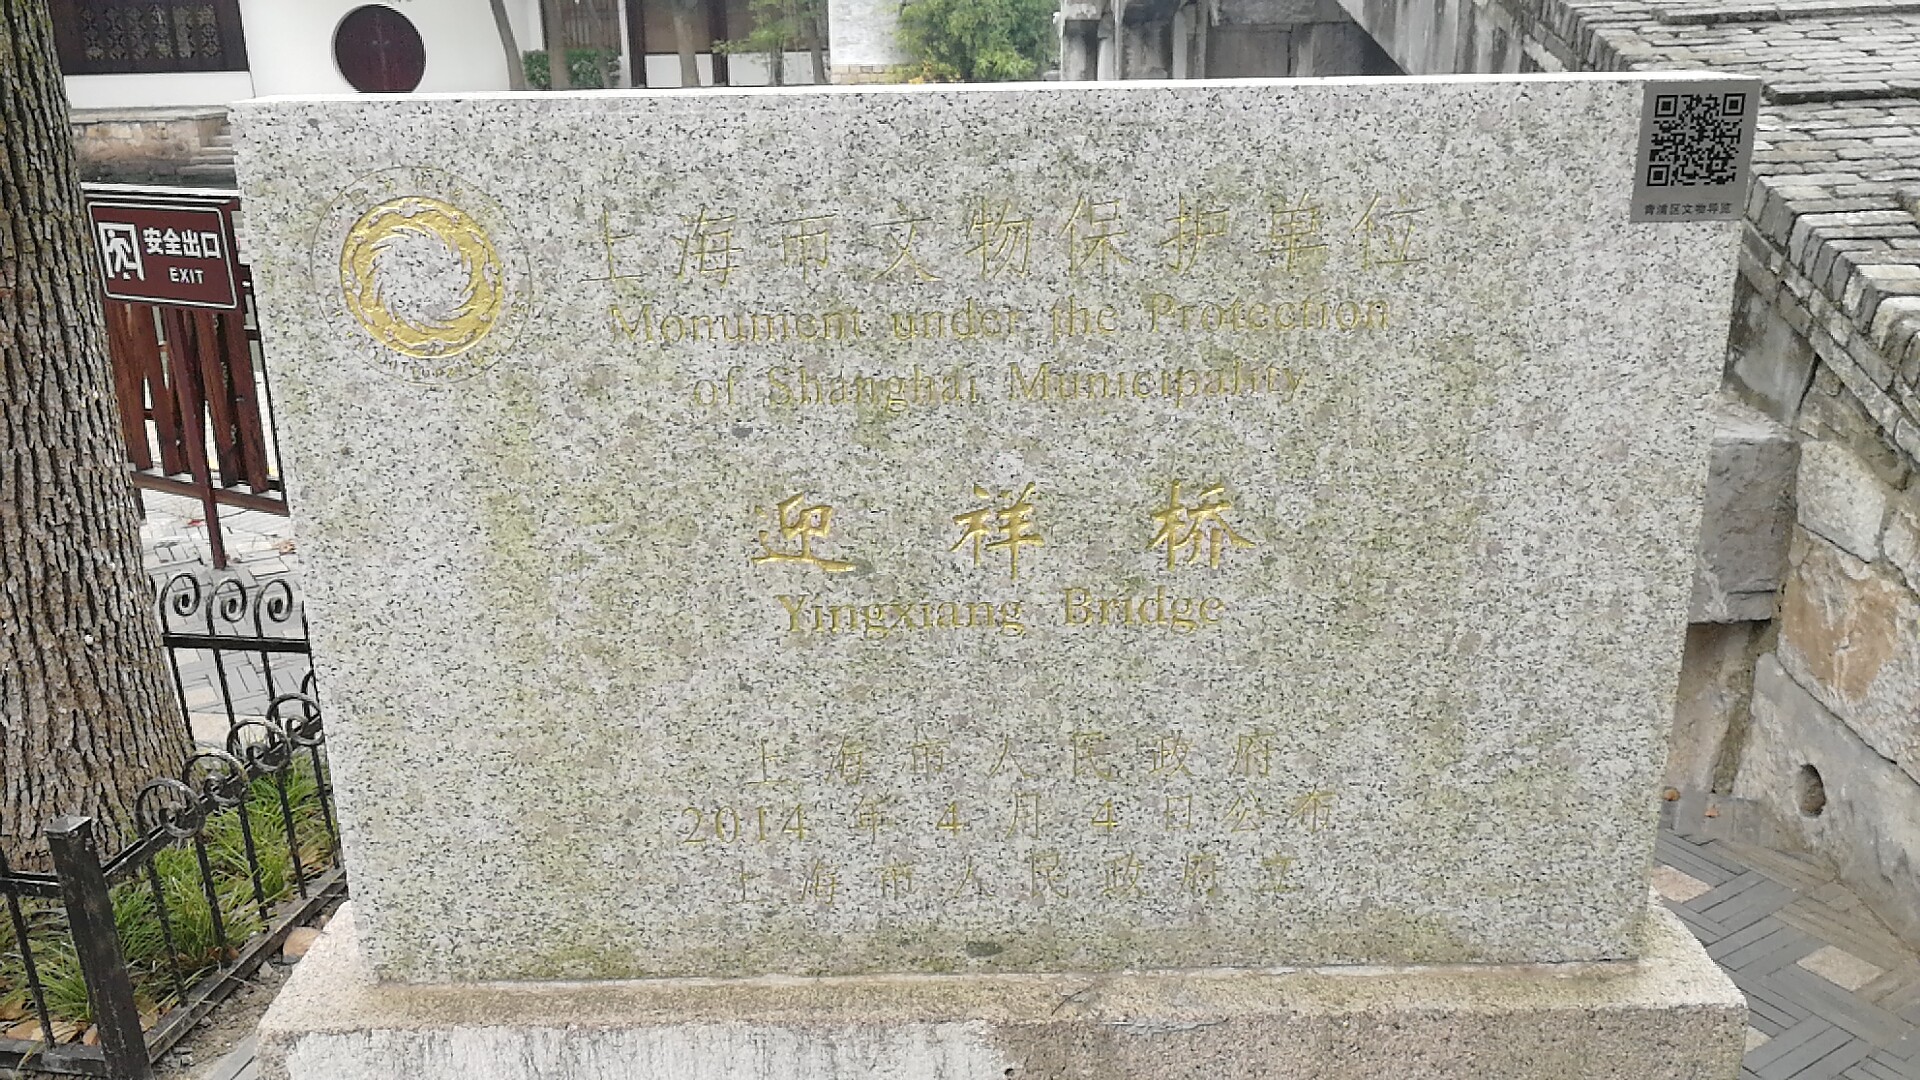 上海市文物保护单位
Monument under the Protection
of Shanghai Municipality
迎祥桥
Yingxiang Bridge
上海市人民政府
2014年4月4日公布
上海市人民政府立
青浦区文物导览
安全出口
EXIT